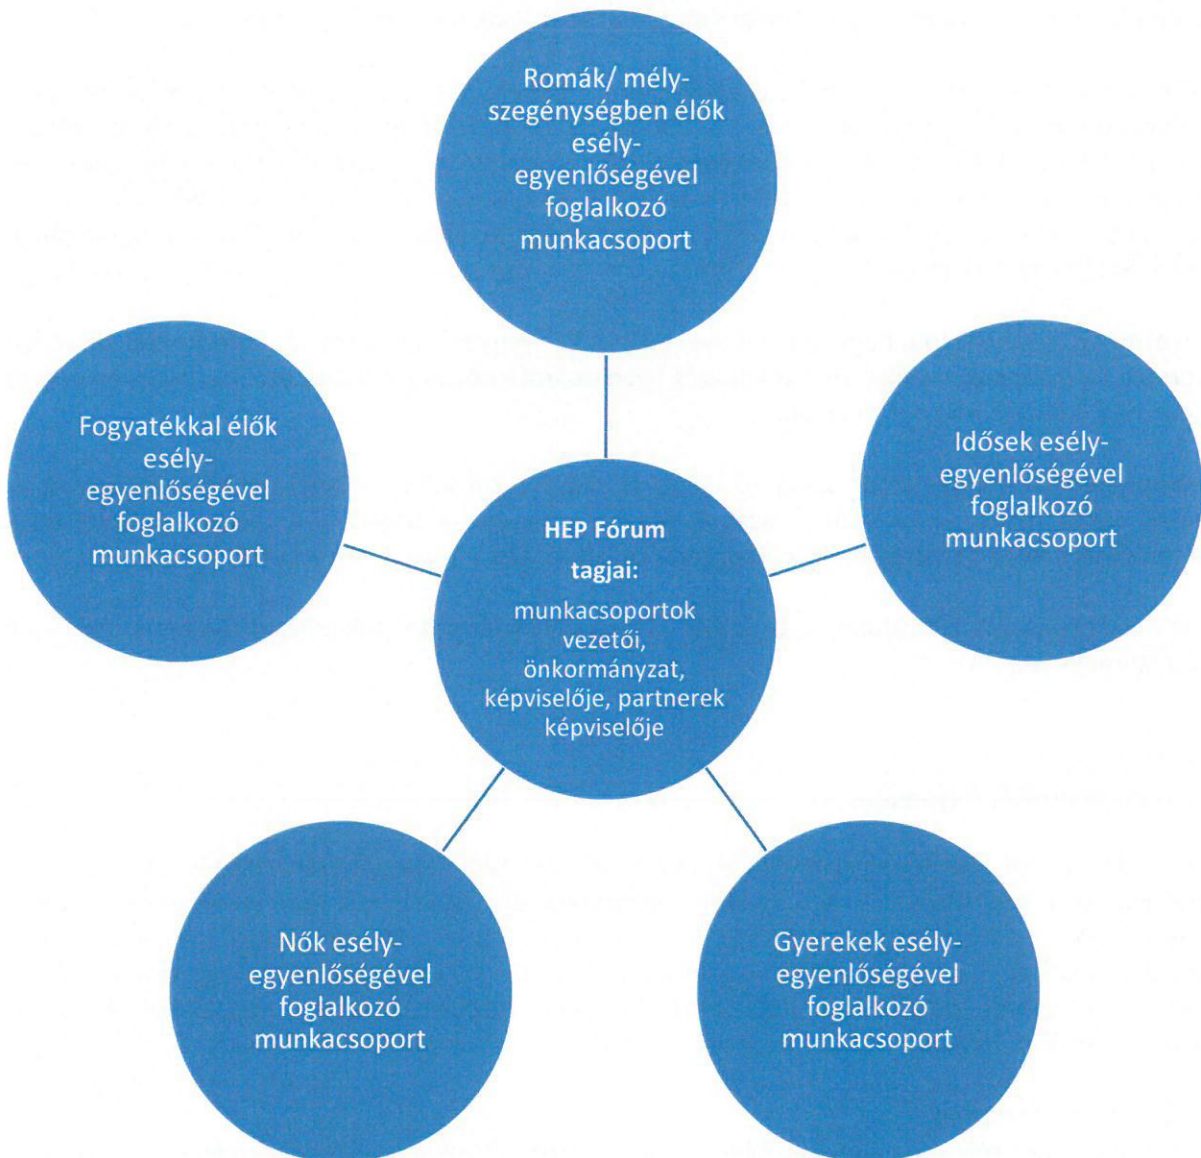 Romák/ mély-
szegénységben élők
esély-
egyenlőségével
foglalkozó
munkacsoport
Fogyatékkal élők
esély-
egyenlőségével
foglalkozó
munkacsoport
Idősek esély-
egyenlőségével
foglalkozó
munkacsoport
HEP Fórum
tagjai:
munkacsoportok
vezetői,
önkormányzat,
képviselője, partnerek
képviselője
Nők esély-
egyenlőségével
foglalkozó
munkacsoport
Gyerekek esély-
egyenlőségével
foglalkozó
munkacsoport